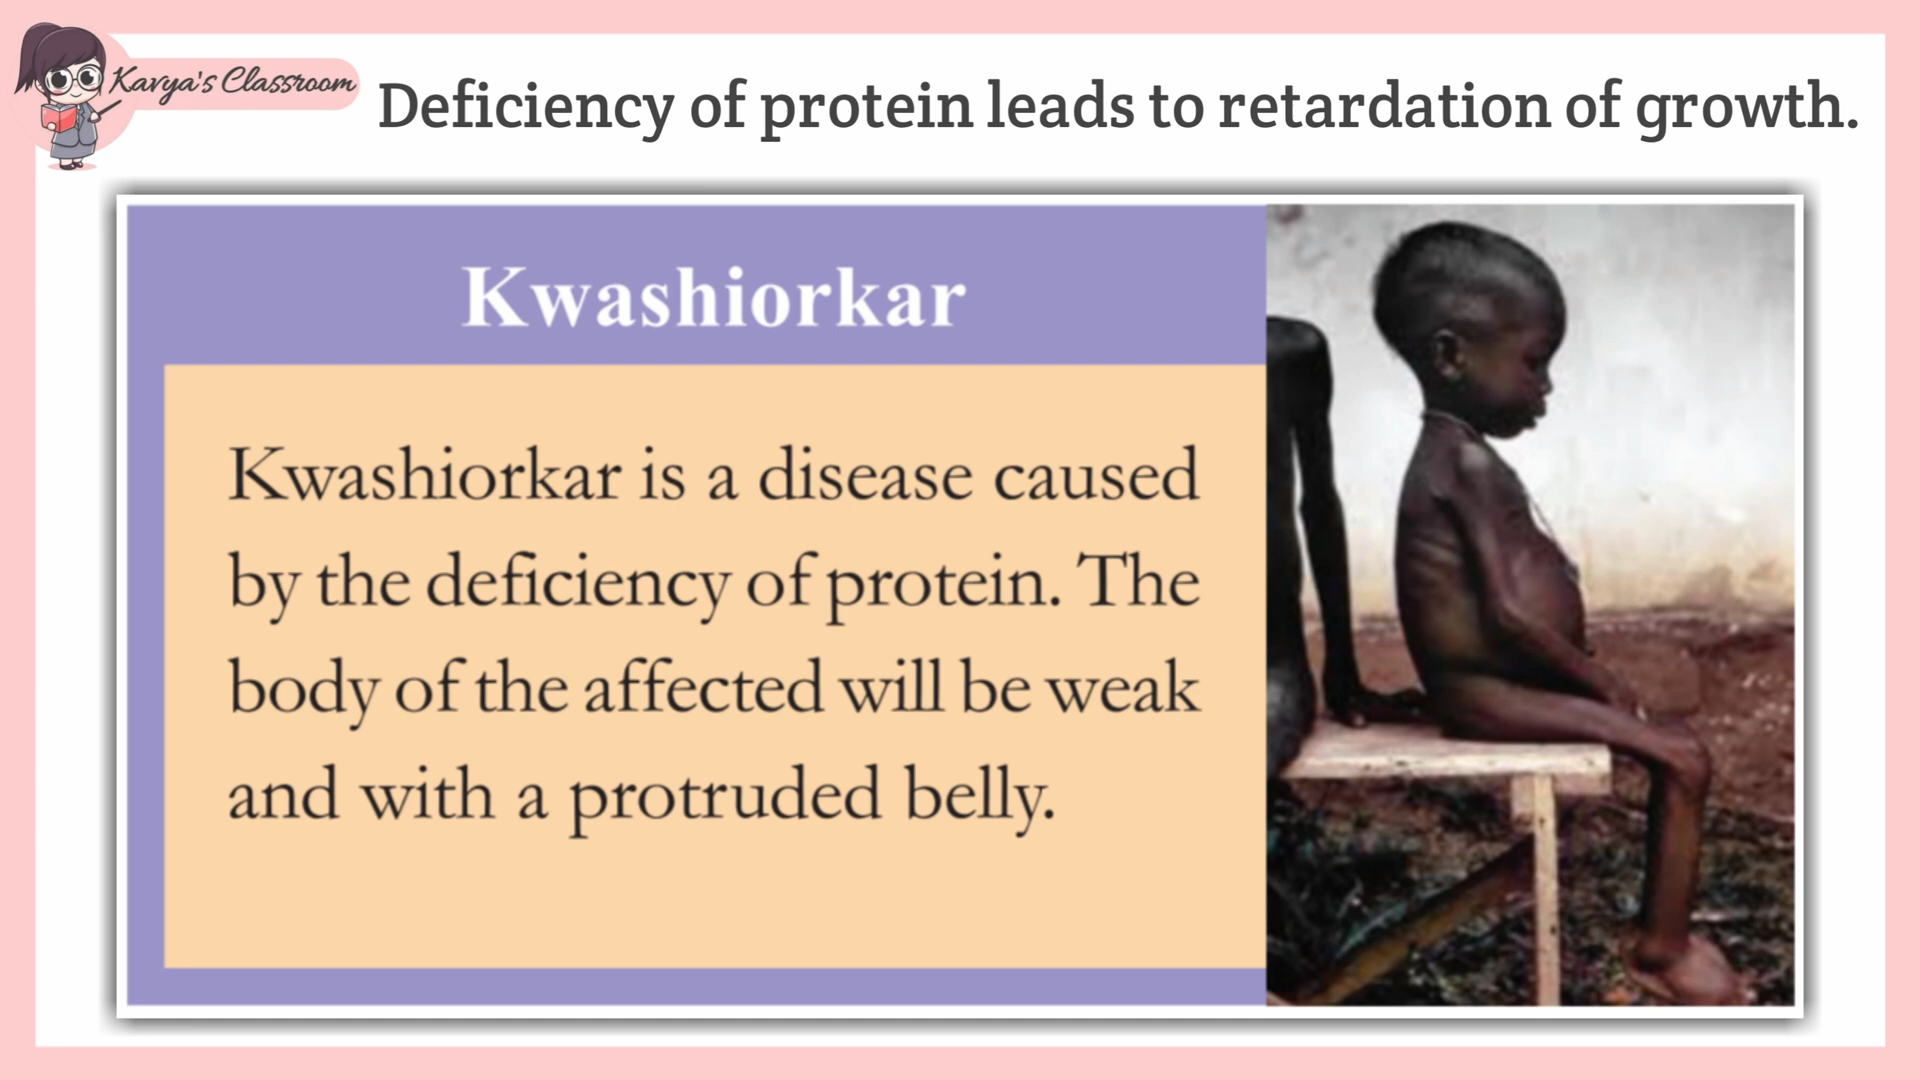 Karya's Classroom
Deficiency of protein leads to retardation of growth.
Kwashiorkar
Kwashiorkar is a disease caused
by the deficiency of protein. The
body of the affected will be weak
and with a protruded belly.